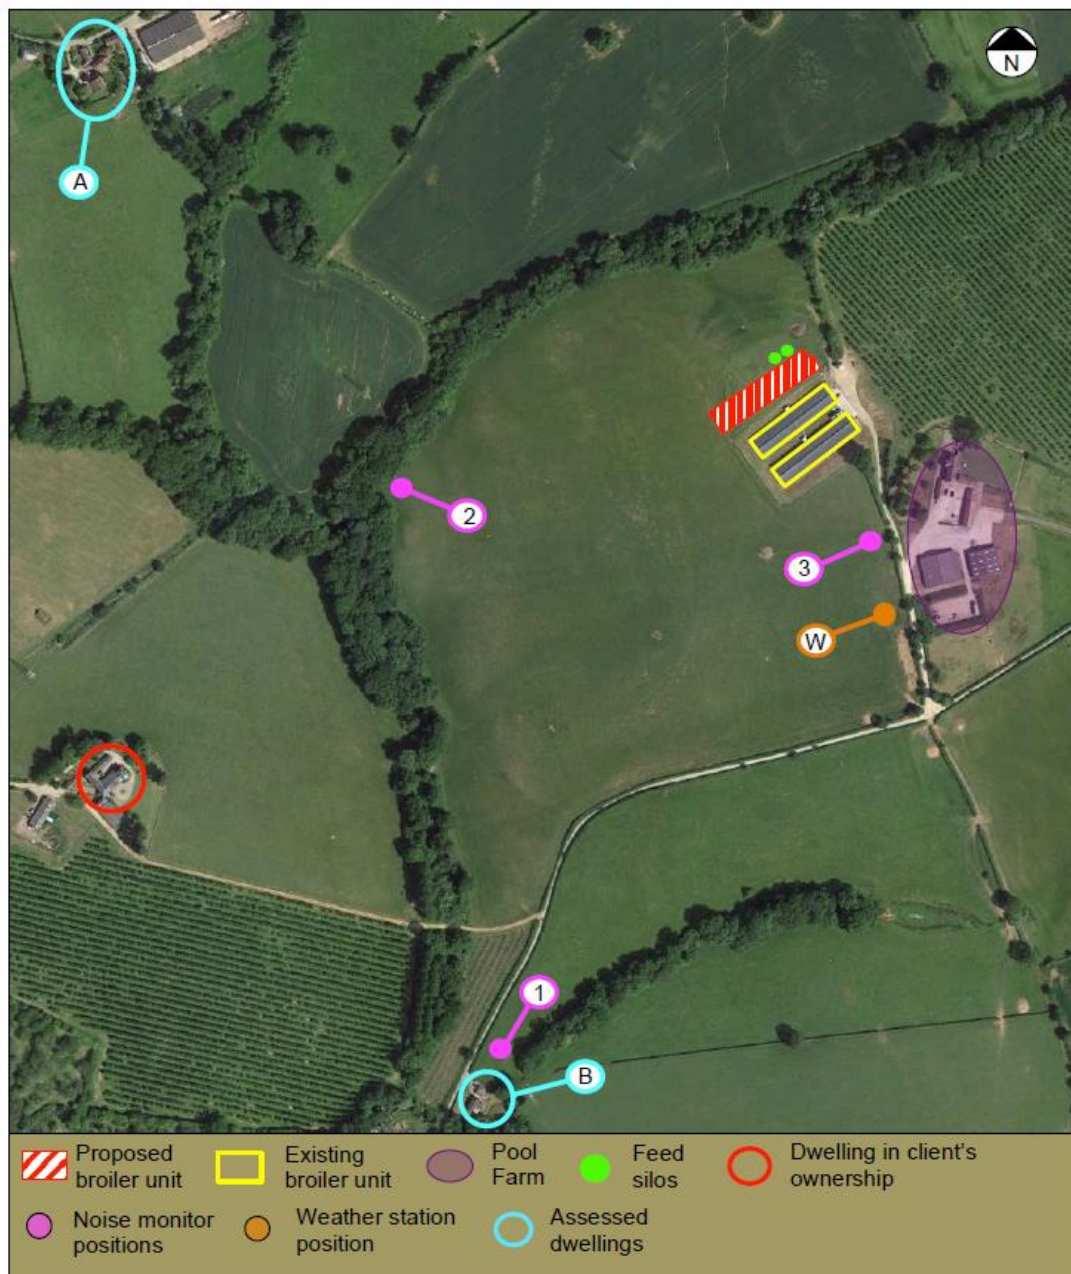 N
A
2
3
W
1
B
Proposed
broiler unit
Existing
broiler unit
Pool
Farm
Feed
silos
Dwelling in client's
ownership
Noise monitor
positions
Weather station
position
Assessed
dwellings